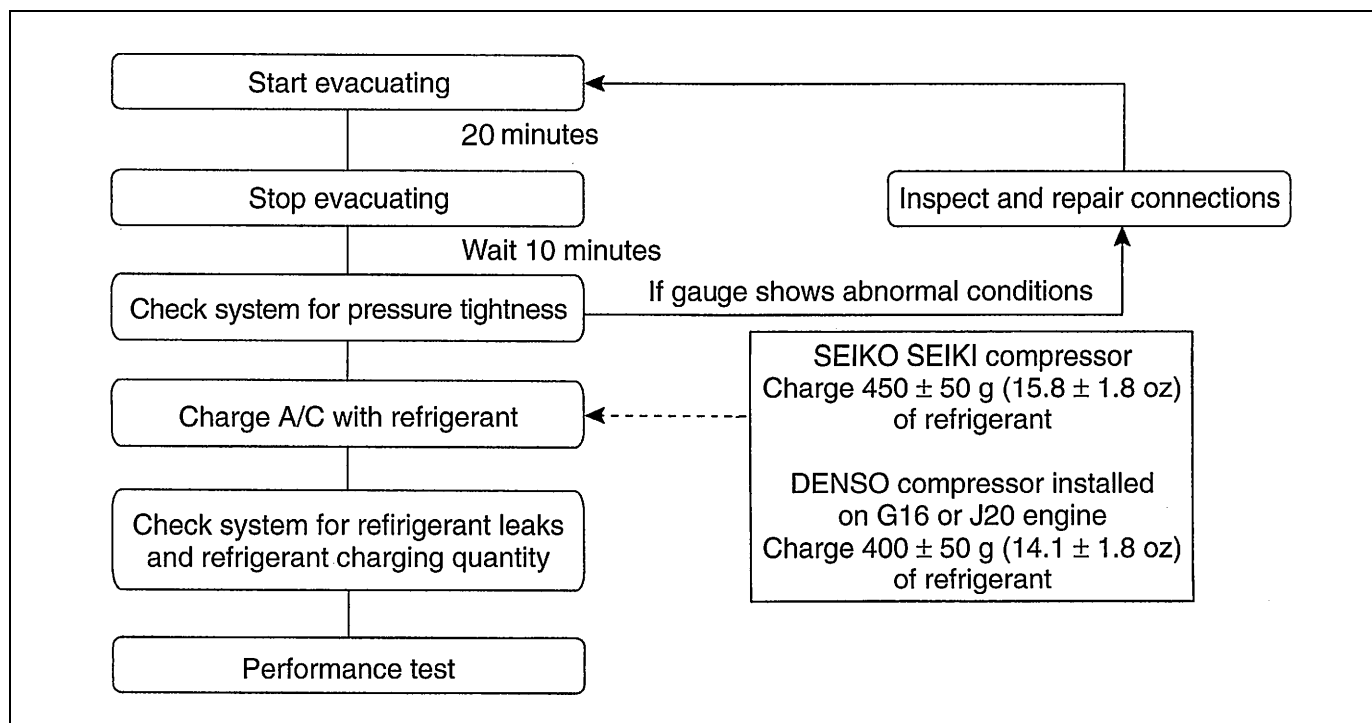 Start evacuating
20 minutes
Stop evacuating
Inspect and repair connections
Wait 10 minutes
Check system for pressure tightness
If gauge shows abnormal conditions
SEIKO SEIKI compressor
Charge 450 ± 50 g (15.8 ± 1.8 oz)
of refrigerant
Charge A/C with refrigerant
DENSO compressor installed
on G16 or J20 engine
Charge 400 ± 50 g (14.1 ± 1.8 oz)
of refrigerant
Check system for refirigerant leaks
and refrigerant charging quantity
Performance test